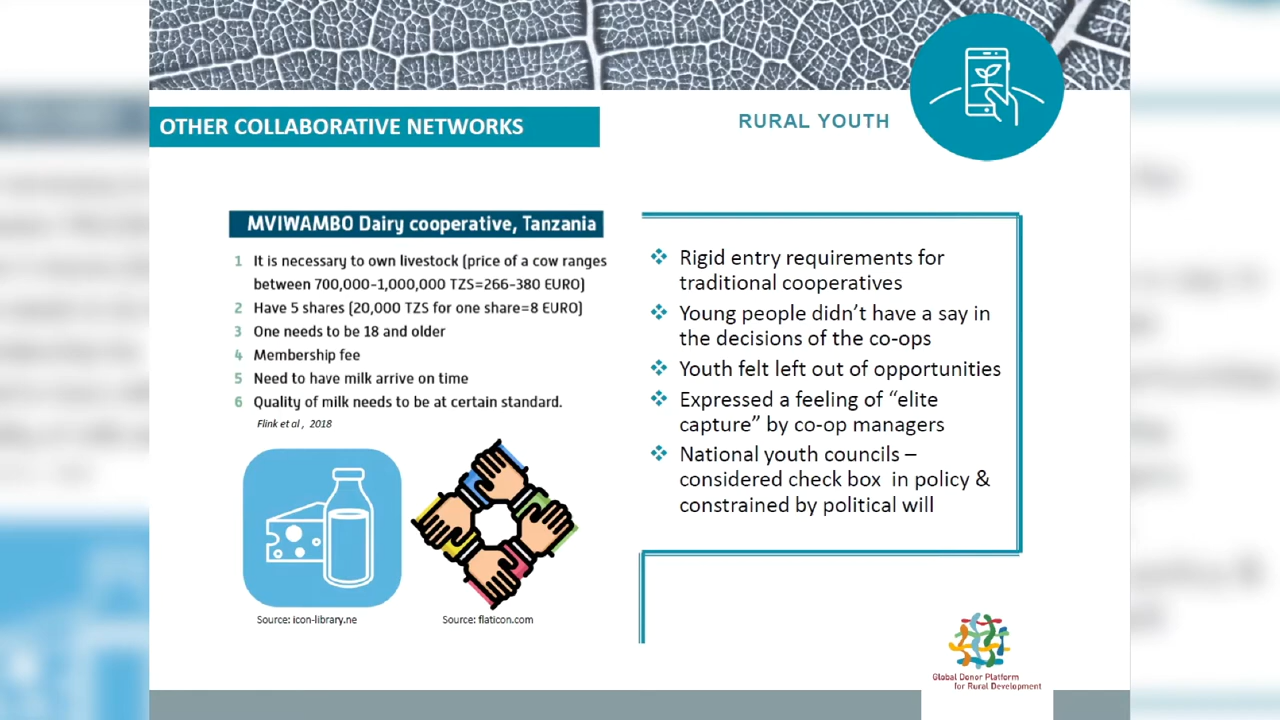 OTHER COLLABORATIVE NETWORKS
RURAL YOUTH
MVIWAMBO Dairy cooperative, Tanzania
1 It is necessary to own livestock (price of a cow ranges
between 700,000-1,000,000 TZS=266-380 EURO)
2 Have 5 shares (20,000 TZS for one share=8 EURO)
3 One needs to be 18 and older
4 Membership fee
5 Need to have milk arrive on time
6 Quality of milk needs to be at certain standard.
Flink et al , 2018
Source: icon-library.ne
Source: flaticon.com
❖ Rigid entry requirements for
traditional cooperatives
❖ Young people didn't have a say in
the decisions of the co-ops
❖ Youth felt left out of opportunities
❖ Expressed a feeling of "elite
capture" by co-op managers
❖ National youth councils –
considered check box in policy &
constrained by political will
Global Donor Platform
for Rural Development